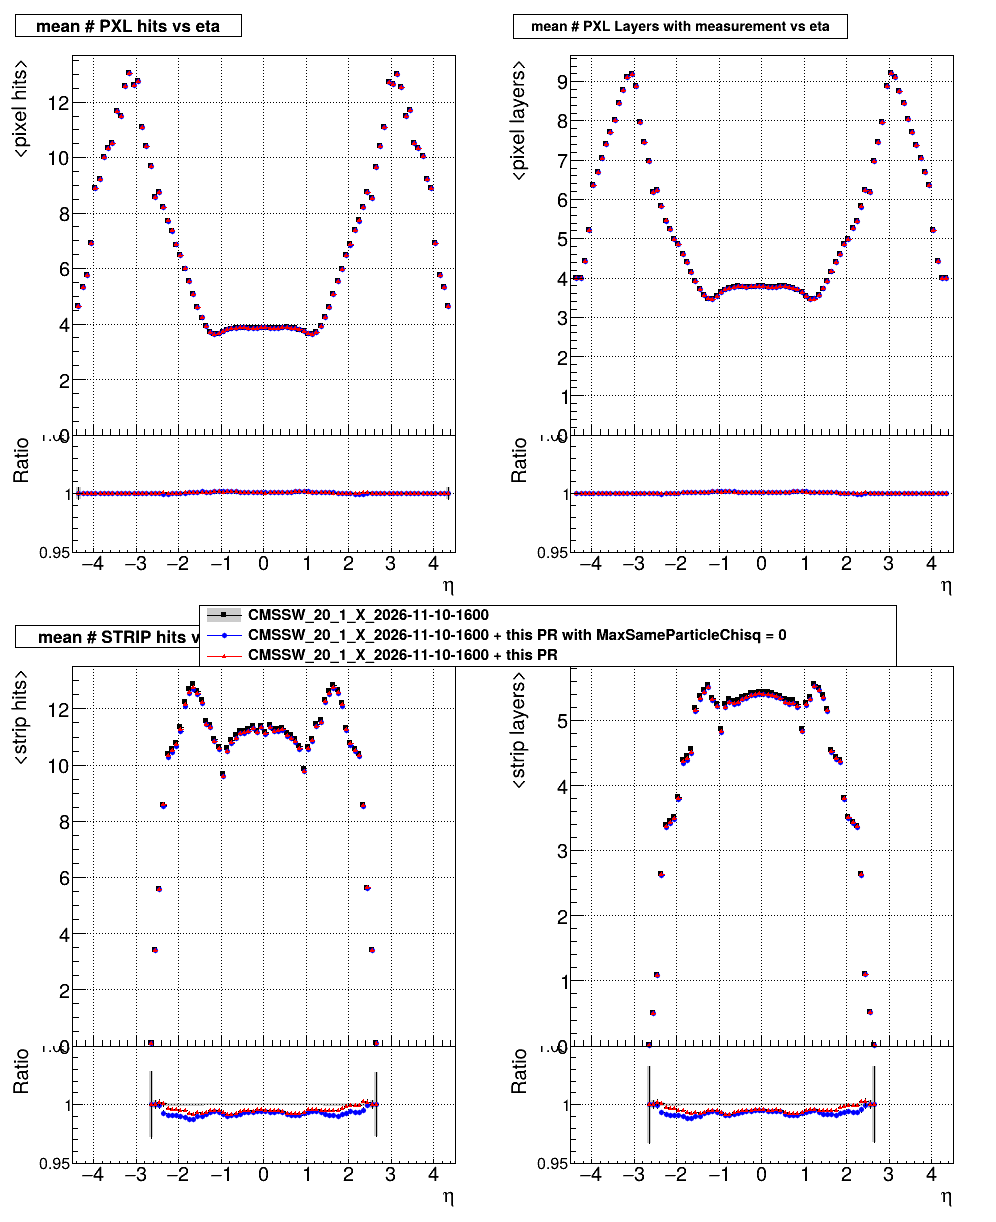 mean # PXL hits vs eta
mean # PXL Layers with measurement vs eta
<pixel hits>
12
10
8
6
4
2
0
Ratio
1
0.95
−4 −3 −2 −1 0 1 2 3 4
η
<pixel layers>
9
8
7
6
5
4
3
2
1
0
Ratio
1
0.95
−4 −3 −2 −1 0 1 2 3 4
η
CMSSW_20_1_X_2026-11-10-1600
CMSSW_20_1_X_2026-11-10-1600 + this PR with MaxSameParticleChisq = 0
CMSSW_20_1_X_2026-11-10-1600 + this PR
mean # STRIP hits v
<strip hits>
12
10
8
6
4
2
0
Ratio
1
0.95
−4 −3 −2 −1 0 1 2 3 4
η
<strip layers>
5
4
3
2
1
0
Ratio
1
0.95
−4 −3 −2 −1 0 1 2 3 4
η